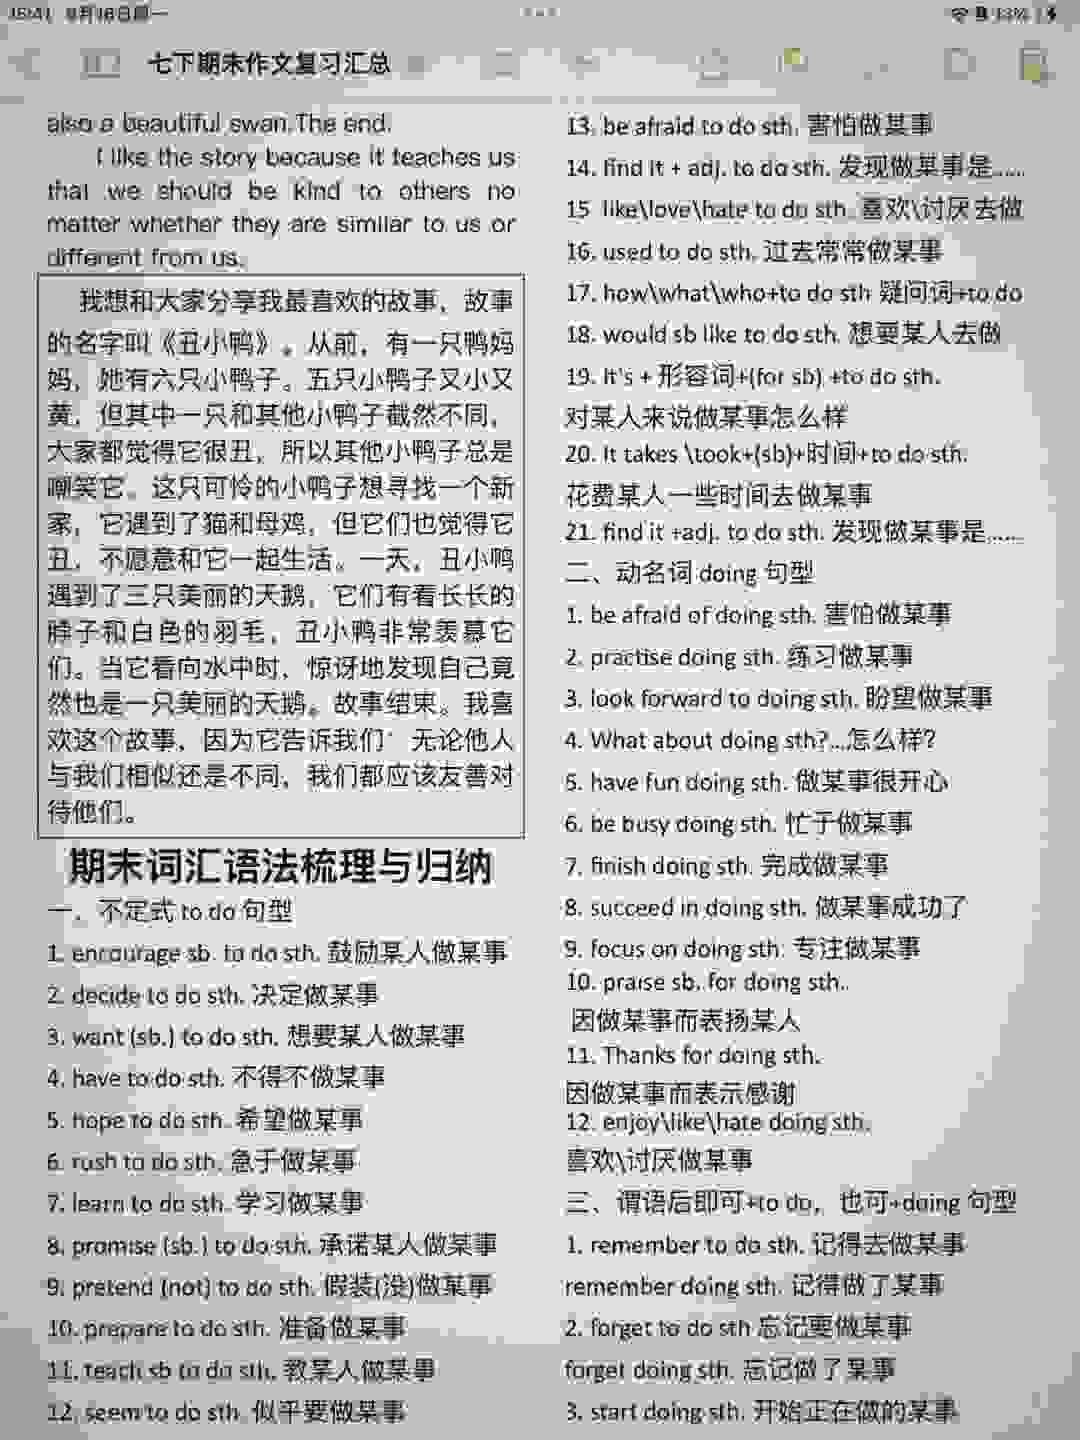 15:41 6月16日周一
13%
七下期末作文复习汇总
also a beautiful swan.The end.
I like the story because it teaches us
that we should be kind to others no
matter whether they are similar to us or
different from us.
我想和大家分享我最喜欢的故事，故事
的名字叫《丑小鸭》。从前，有一只鸭妈
妈，她有六只小鸭子。五只小鸭子又小又
黄，但其中一只和其他小鸭子截然不同，
大家都觉得它很丑，所以其他小鸭子总是
嘲笑它。这只可怜的小鸭子想寻找一个新
家，它遇到了猫和母鸡，但它们也觉得它
丑，不愿意和它一起生活。一天，丑小鸭
遇到了三只美丽的天鹅，它们有着长长的
脖子和白色的羽毛，丑小鸭非常羡慕它
们。当它看向水中时，惊讶地发现自己竟
然也是一只美丽的天鹅。故事结束。我喜
欢这个故事，因为它告诉我们：无论他人
与我们相似还是不同，我们都应该友善对
待他们。
期末词汇语法梳理与归纳
一、不定式 to do 句型
1. encourage sb. to do sth. 鼓励某人做某事
2. decide to do sth. 决定做某事
3. want (sb.) to do sth. 想要某人做某事
4. have to do sth. 不得不做某事
5. hope to do sth. 希望做某事
6. rush to do sth. 急于做某事
7. learn to do sth. 学习做某事
8. promise (sb.) to do sth. 承诺某人做某事
9. pretend (not) to do sth. 假装(没)做某事
10. prepare to do sth. 准备做某事
11. teach sb to do sth. 教某人做某事
12. seem to do sth. 似乎要做某事
13. be afraid to do sth. 害怕做某事
14. find it + adj. to do sth. 发现做某事是......
15 like\love\hate to do sth. 喜欢\讨厌去做
16. used to do sth. 过去常常做某事
17. how\what\who+to do sth 疑问词+to do
18. would sb like to do sth. 想要某人去做
19. It's + 形容词+(for sb) +to do sth.
对某人来说做某事怎么样
20. It takes \took+(sb)+时间+to do sth.
花费某人一些时间去做某事
21. find it +adj. to do sth. 发现做某事是......
二、动名词 doing 句型
1. be afraid of doing sth. 害怕做某事
2. practise doing sth. 练习做某事
3. look forward to doing sth. 盼望做某事
4. What about doing sth?...怎么样？
5. have fun doing sth. 做某事很开心
6. be busy doing sth. 忙于做某事
7. finish doing sth. 完成做某事
8. succeed in doing sth. 做某事成功了
9. focus on doing sth. 专注做某事
10. praise sb. for doing sth..
因做某事而表扬某人
11. Thanks for doing sth.
因做某事而表示感谢
12. enjoy\like\hate doing sth.
喜欢\讨厌做某事
三、谓语后即可+to do，也可+doing 句型
1. remember to do sth. 记得去做某事
remember doing sth. 记得做了某事
2. forget to do sth 忘记要做某事
forget doing sth. 忘记做了某事
3. start doing sth. 开始正在做的某事